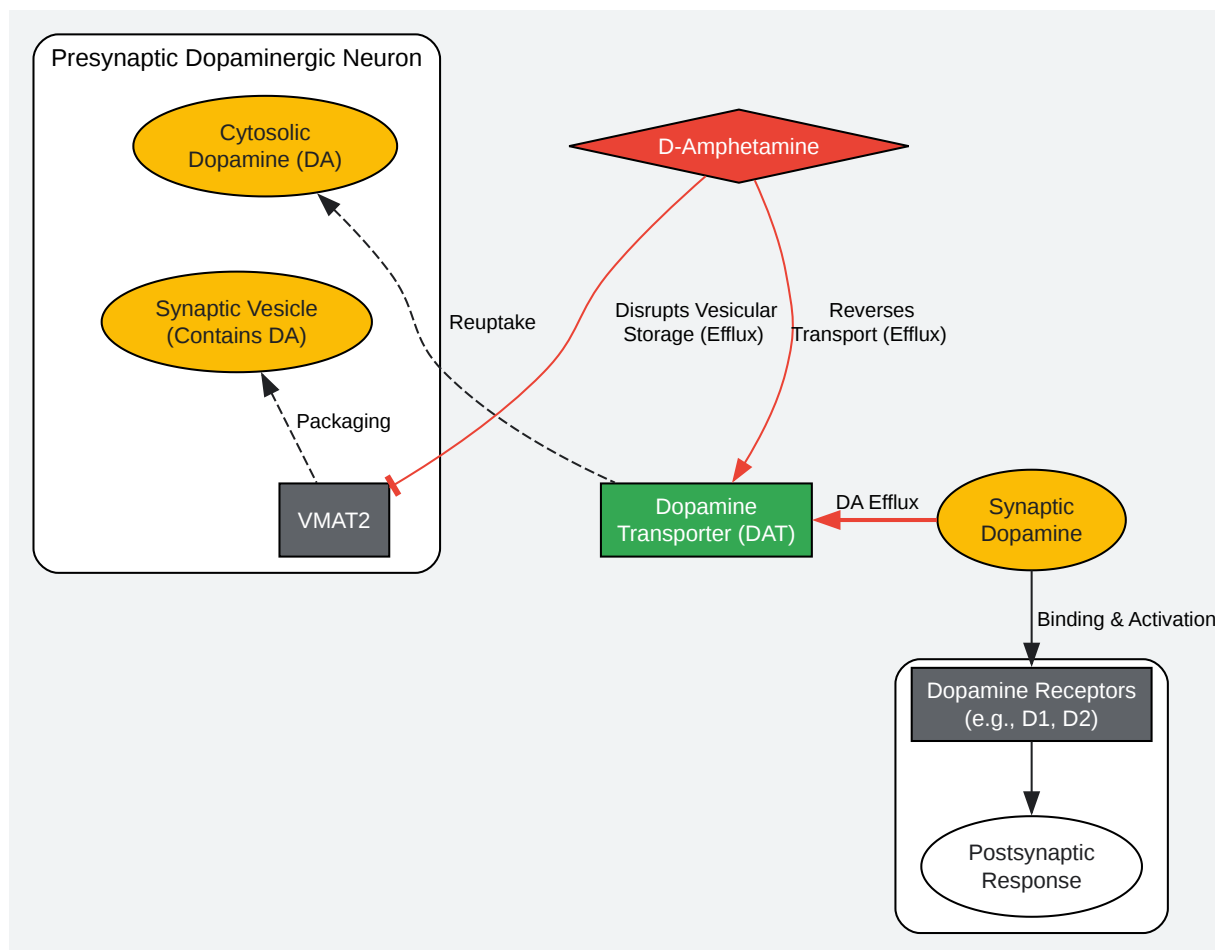 Presynaptic Dopaminergic Neuron
Cytosolic
Dopamine (DA)
D-Amphetamine
Synaptic Vesicle
(Contains DA)
Reuptake
Disrupts Vesicular
Storage (Efflux)
Reverses
Transport (Efflux)
Packaging
VMAT2
Dopamine
Transporter (DAT)
DA Efflux
Synaptic
Dopamine
Binding & Activation
Dopamine Receptors
(e.g., D1, D2)
Postsynaptic
Response